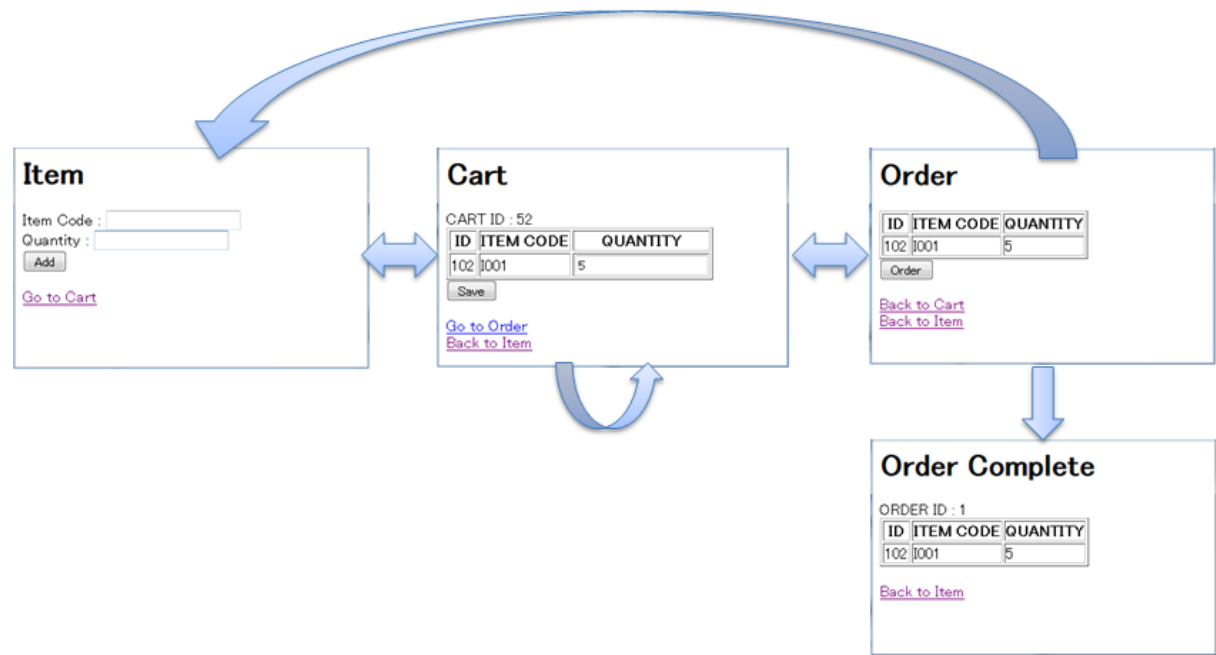 Item
Item Code :
Quantity :
Add
Go to Cart
Cart
CART ID : 52
ID ITEM CODE QUANTITY
102 I001 5
Save
Go to Order
Back to Item
Order
ID ITEM CODE QUANTITY
102 I001 5
Order
Back to Cart
Back to Item
Order Complete
ORDER ID : 1
ID ITEM CODE QUANTITY
102 I001 5
Back to Item